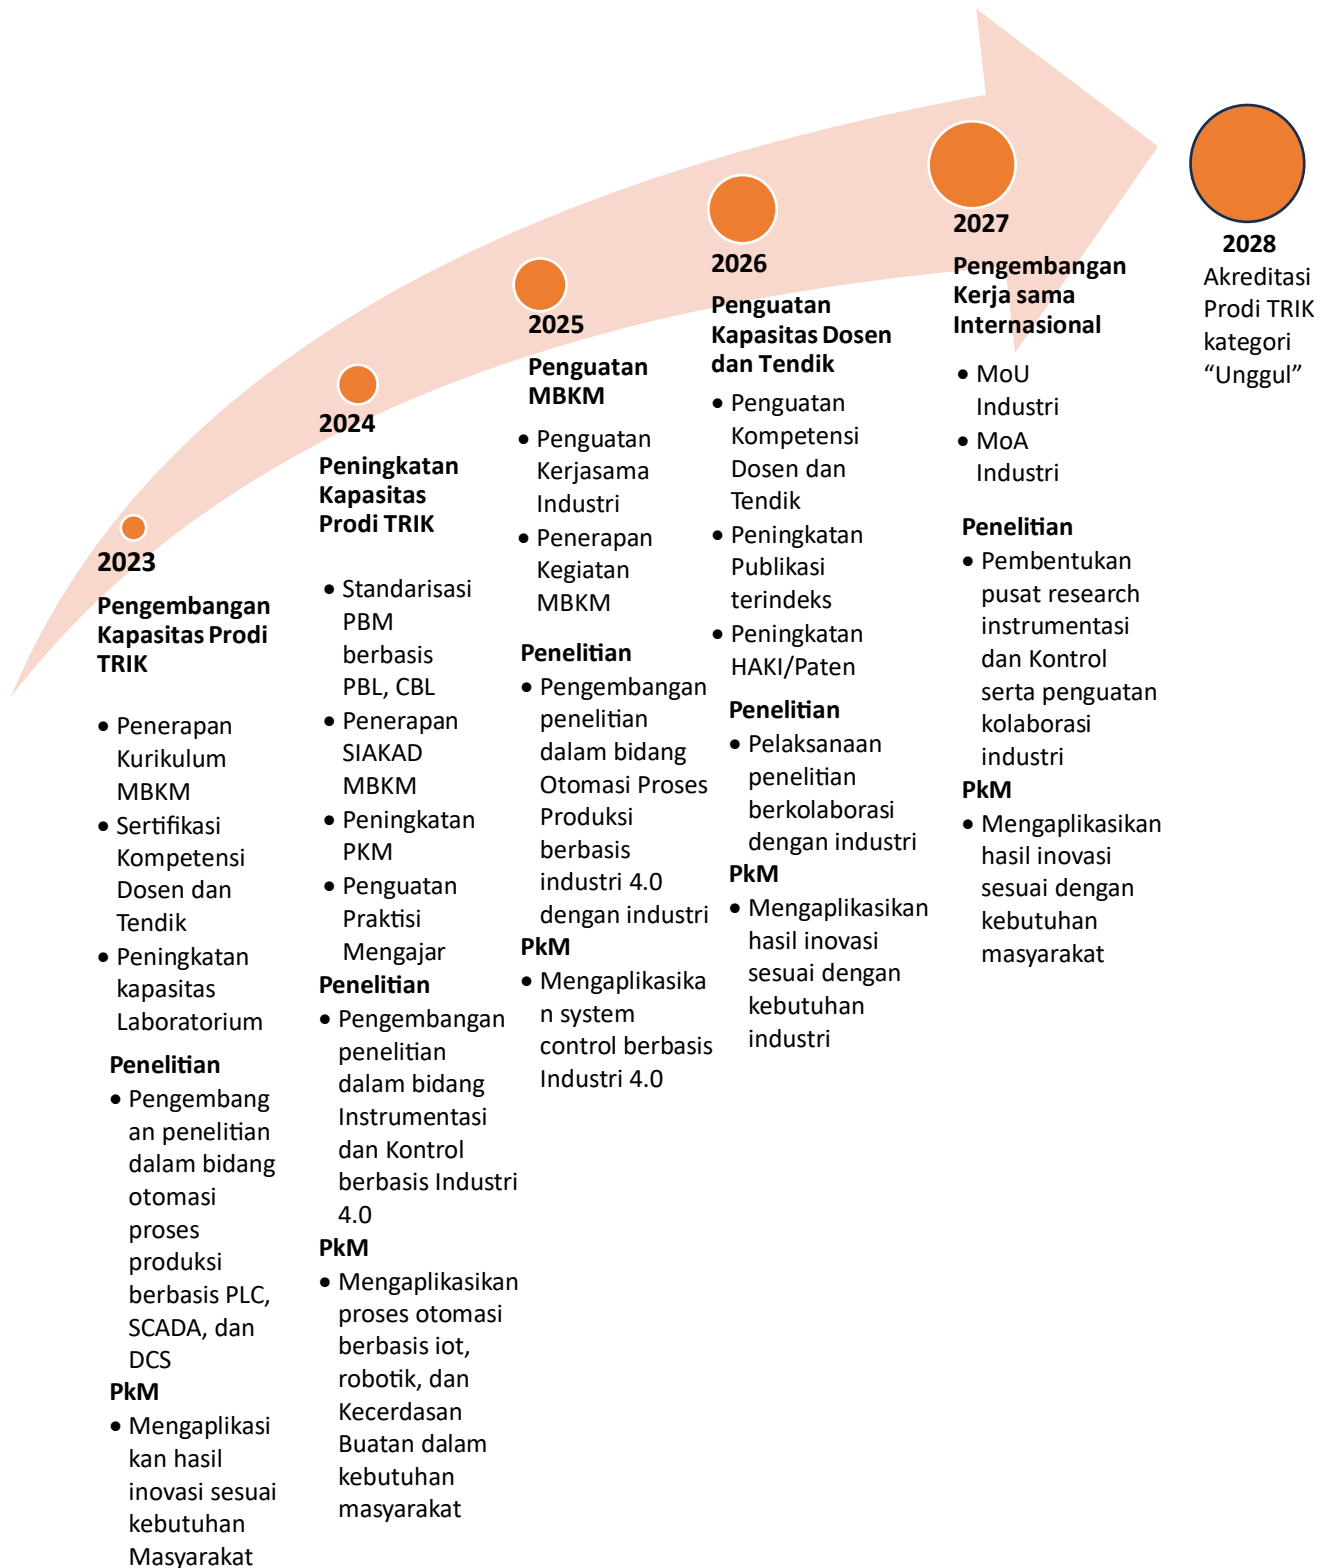 2023
Pengembangan
Kapasitas Prodi
TRIK
• Penerapan
Kurikulum
MBKM
• Sertifikasi
Kompetensi
Dosen dan
Tendik
• Peningkatan
kapasitas
Laboratorium
Penelitian
• Pengembang
an penelitian
dalam bidang
otomasi
proses
produksi
berbasis PLC,
SCADA, dan
DCS
PkM
• Mengaplikasi
kan hasil
inovasi sesuai
kebutuhan
Masyarakat
2024
Peningkatan
Kapasitas
Prodi TRIK
• Standarisasi
PBM
berbasis
PBL, CBL
• Penerapan
SIAKAD
MBKM
• Peningkatan
PKM
• Penguatan
Praktisi
Mengajar
Penelitian
• Pengembangan
penelitian
dalam bidang
Instrumentasi
dan Kontrol
berbasis Industri
4.0
PkM
• Mengaplikasikan
proses otomasi
berbasis iot,
robotik, dan
Kecerdasan
Buatan dalam
kebutuhan
masyarakat
2025
Penguatan
MBKM
• Penguatan
Kerjasama
Industri
• Penerapan
Kegiatan
MBKM
Penelitian
• Pengembangan
penelitian
dalam bidang
Otomasi Proses
Produksi
berbasis
industri 4.0
dengan industri
PkM
• Mengaplikasika
n system
control berbasis
Industri 4.0
2026
Penguatan
Kapasitas Dosen
dan Tendik
• Penguatan
Kompetensi
Dosen dan
Tendik
• Peningkatan
Publikasi
terindeks
• Peningkatan
HAKI/Paten
Penelitian
• Pelaksanaan
penelitian
berkolaborasi
dengan industri
PkM
• Mengaplikasikan
hasil inovasi
sesuai dengan
kebutuhan
industri
2027
Pengembangan
Kerja sama
Internasional
• MoU
Industri
• MoA
Industri
Penelitian
• Pembentukan
pusat research
instrumentasi
dan Kontrol
serta penguatan
kolaborasi
industri
PkM
• Mengaplikasikan
hasil inovasi
sesuai dengan
kebutuhan
masyarakat
2028
Akreditasi
Prodi TRIK
kategori
“Unggul”